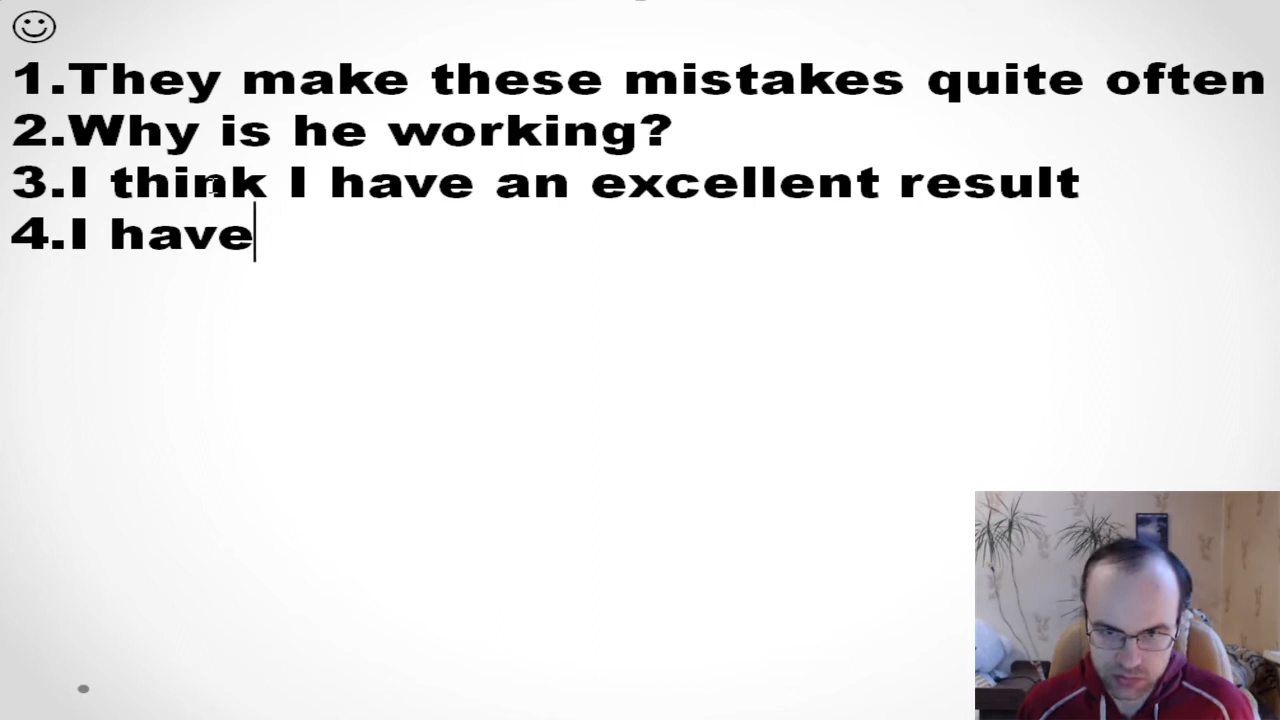 1.They make these mistakes quite often
2.Why is he working?
3.I think I have an excellent result
4.I have